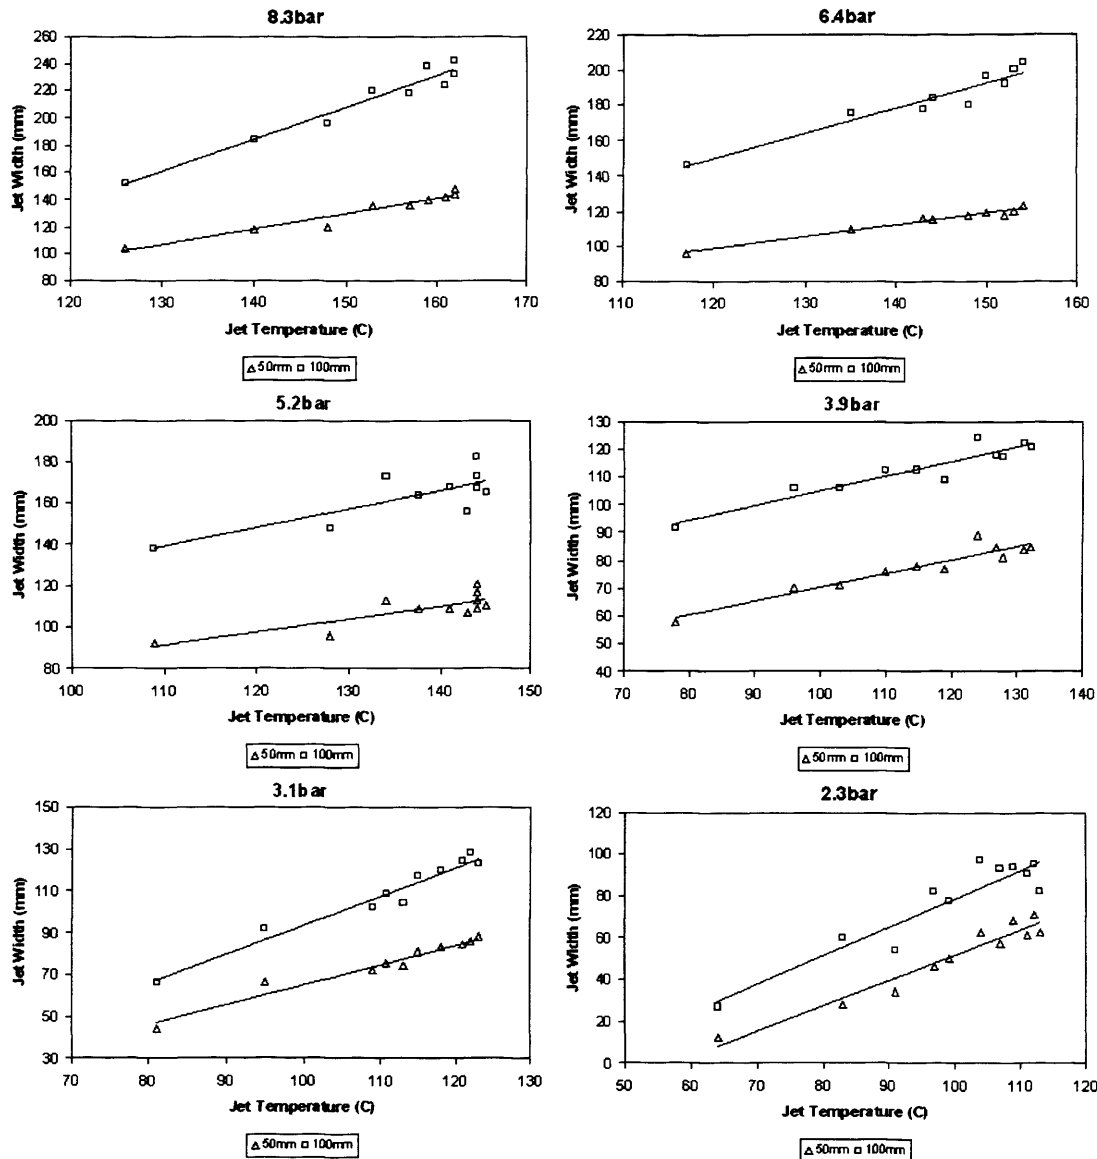 8.3bar
260
240
220
200
180
160
140
120
100
80
Jet Width (mm)
120 130 140 150 160 170
Jet Temperature (C)
50mm 100mm
6.4bar
220
200
180
160
140
120
100
80
Jet Width (mm)
110 120 130 140 150 160
Jet Temperature (C)
50mm 100mm
5.2bar
200
180
160
140
120
100
80
Jet Width (mm)
100 110 120 130 140 150
Jet Temperature (C)
50mm 100mm
3.9bar
130
120
110
100
90
80
70
60
50
40
Jet Width (mm)
70 80 90 100 110 120 130 140
Jet Temperature (C)
50mm 100mm
3.1bar
150
130
110
90
70
50
30
Jet Width (mm)
70 80 90 100 110 120 130
Jet Temperature (C)
50mm 100mm
2.3bar
120
100
80
60
40
20
0
Jet Width (mm)
50 60 70 80 90 100 110 120
Jet Temperature (C)
50mm 100mm